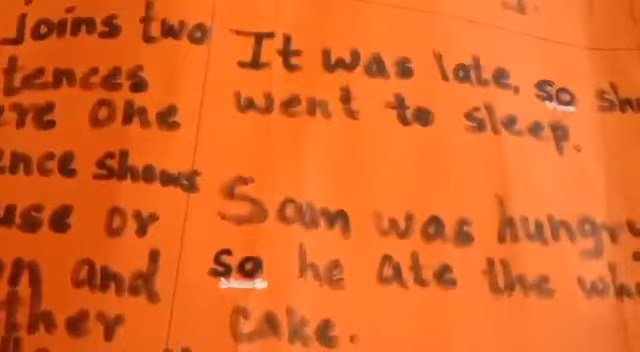 joins two
tences
re one
ence shows
use or
n and
ther
It was late, so sh
went to sleep.
Sam was hungry
so he ate the wh
cake.